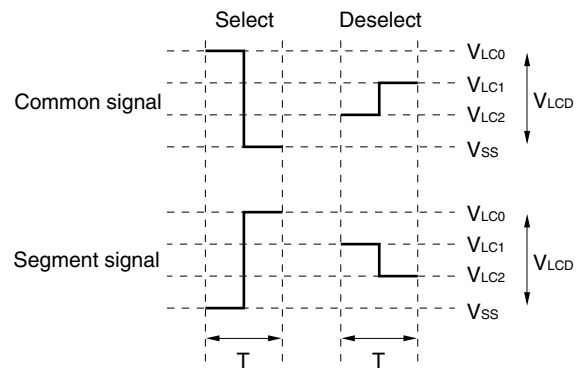 Select Deselect
VLC0
VLC1
Common signal VLCD
VLC2
VSS
VLC0
VLC1
Segment signal VLCD
VLC2
VSS
T T